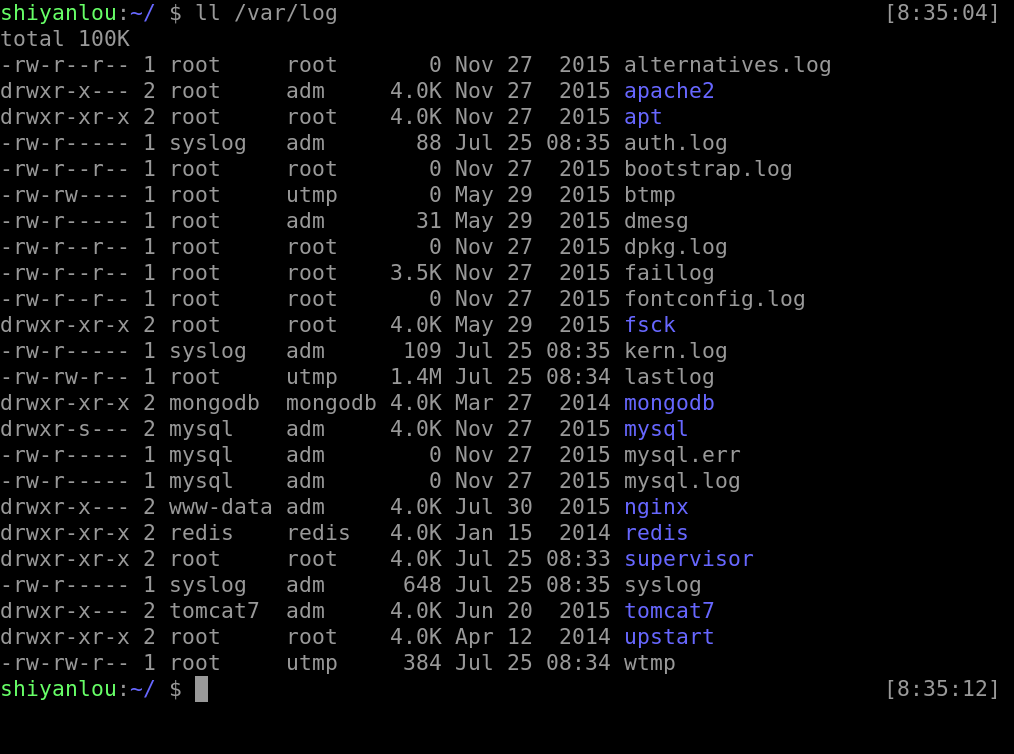 shiyanlou:~/ $ ll /var/log [8:35:04]
total 100K
-rw-r--r-- 1 root     root        0 Nov 27  2015 alternatives.log
drwxr-x--- 2 root     adm      4.0K Nov 27  2015 apache2
drwxr-xr-x 2 root     root     4.0K Nov 27  2015 apt
-rw-r----- 1 syslog   adm        88 Jul 25 08:35 auth.log
-rw-r--r-- 1 root     root        0 Nov 27  2015 bootstrap.log
-rw-rw---- 1 root     utmp        0 May 29  2015 btmp
-rw-r----- 1 root     adm        31 May 29  2015 dmesg
-rw-r--r-- 1 root     root        0 Nov 27  2015 dpkg.log
-rw-r--r-- 1 root     root     3.5K Nov 27  2015 faillog
-rw-r--r-- 1 root     root        0 Nov 27  2015 fontconfig.log
drwxr-xr-x 2 root     root     4.0K May 29  2015 fsck
-rw-r----- 1 syslog   adm       109 Jul 25 08:35 kern.log
-rw-rw-r-- 1 root     utmp     1.4M Jul 25 08:34 lastlog
drwxr-xr-x 2 mongodb  mongodb 4.0K Mar 27  2014 mongodb
drwxr-s--- 2 mysql    adm      4.0K Nov 27  2015 mysql
-rw-r----- 1 mysql    adm         0 Nov 27  2015 mysql.err
-rw-r----- 1 mysql    adm         0 Nov 27  2015 mysql.log
drwxr-x--- 2 www-data adm      4.0K Jul 30  2015 nginx
drwxr-xr-x 2 redis    redis    4.0K Jan 15  2014 redis
drwxr-xr-x 2 root     root     4.0K Jul 25 08:33 supervisor
-rw-r----- 1 syslog   adm       648 Jul 25 08:35 syslog
drwxr-x--- 2 tomcat7  adm      4.0K Jun 20  2015 tomcat7
drwxr-xr-x 2 root     root     4.0K Apr 12  2014 upstart
-rw-rw-r-- 1 root     utmp      384 Jul 25 08:34 wtmp
shiyanlou:~/ $ [8:35:12]